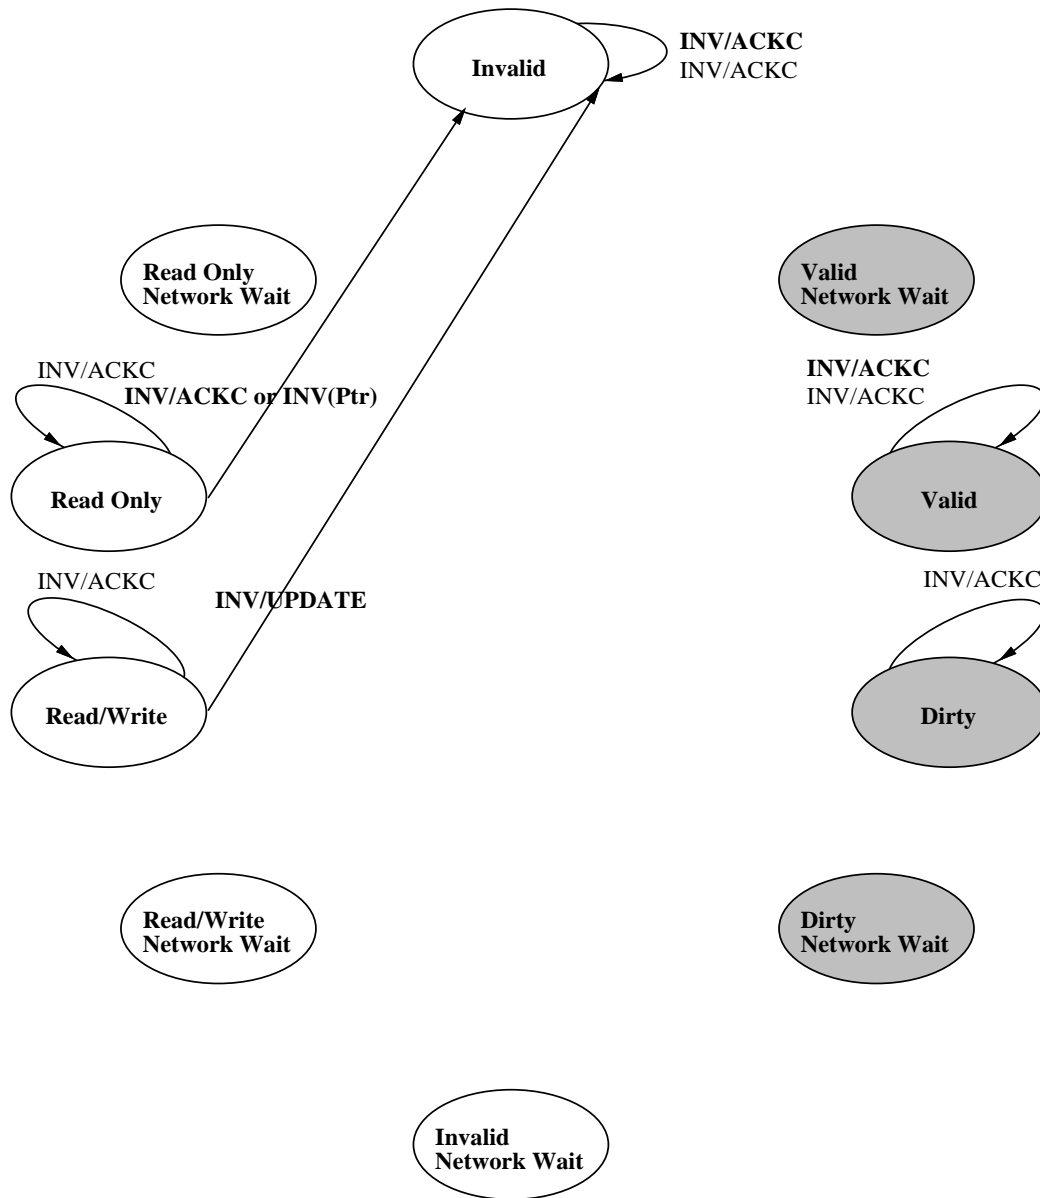 Invalid
INV/ACKC
INV/ACKC
Read Only
Network Wait
Valid
Network Wait
INV/ACKC
INV/ACKC or INV(Ptr)
INV/ACKC
INV/ACKC
Read Only
Valid
INV/ACKC
INV/UPDATE
INV/ACKC
Read/Write
Dirty
Read/Write
Network Wait
Dirty
Network Wait
Invalid
Network Wait